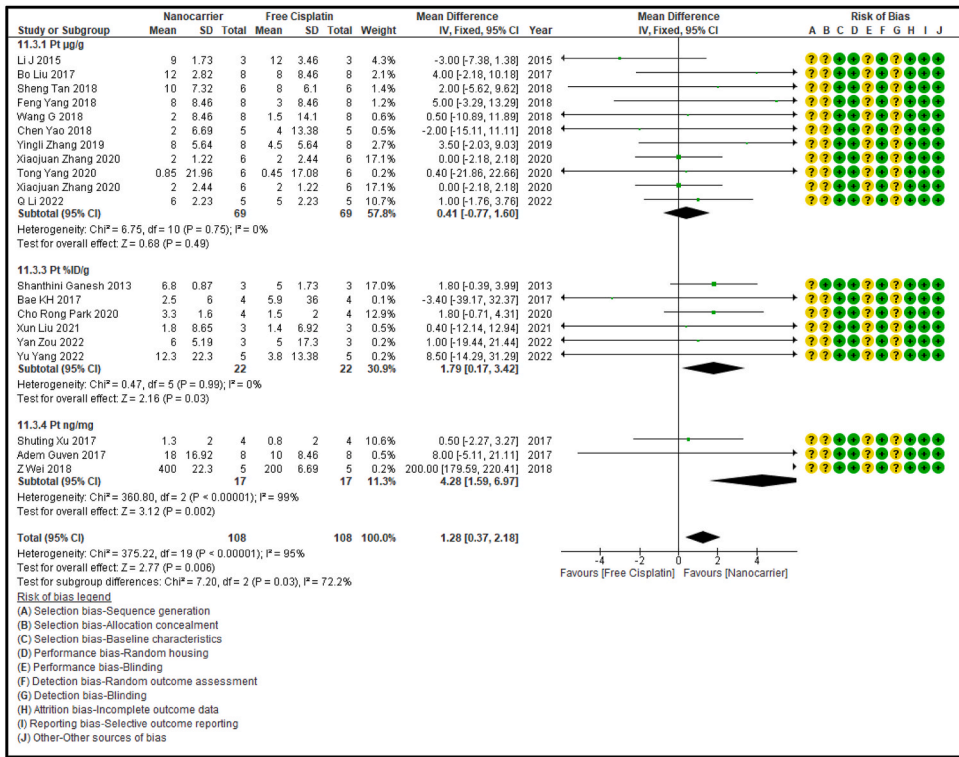 Nanocarrier Free Cisplatin Mean Difference Mean Difference Risk of Bias
Study or Subgroup Mean SD Total Mean SD Total Weight IV, Fixed, 95% CI Year IV, Fixed, 95% CI A B C D E F G H I J
11.3.1 Pt µg/g
Li J 2015 9 1.73 3 12 3.46 3 4.3% -3.00 [-7.38, 1.38] 2015 ? ? + + ? + ? + + +
Bo Liu 2017 12 2.82 8 8 8.46 8 2.2% 4.00 [-2.18, 10.18] 2017 ? ? + + ? + ? + + +
Sheng Tan 2018 10 7.32 6 8 6.1 6 1.4% 2.00 [-5.62, 9.62] 2018 ? ? + + ? + ? + + +
Feng Yang 2018 8 8.46 8 3 8.46 8 1.2% 5.00 [-3.29, 13.29] 2018 ? ? + + ? + ? + + +
Wang G 2018 2 8.46 8 1.5 14.1 8 0.6% 0.50 [-10.89, 11.89] 2018 ? ? + + ? + ? + + +
Chen Yao 2018 2 6.69 5 4 13.38 5 0.5% -2.00 [-15.11, 11.11] 2018 ? ? + + ? + ? + + +
Yingli Zhang 2019 8 5.64 8 4.5 5.64 8 2.7% 3.50 [-2.03, 9.03] 2019 ? ? + + ? + ? + + +
Xiaojuan Zhang 2020 2 1.22 6 2 2.44 6 17.1% 0.00 [-2.18, 2.18] 2020 ? ? + + ? + ? + + +
Tong Yang 2020 0.85 21.96 6 0.45 17.08 6 0.2% 0.40 [-21.86, 22.66] 2020 ? ? + + ? + ? + + +
Xiaojuan Zhang 2020 2 2.44 6 2 1.22 6 17.1% 0.00 [-2.18, 2.18] 2020 ? ? + + ? + ? + + +
Q Li 2022 6 2.23 5 5 2.23 5 10.7% 1.00 [-1.76, 3.76] 2022 ? ? + + ? + ? + + +
Subtotal (95% CI) 69 69 57.8% 0.41 [-0.77, 1.60]
Heterogeneity: Chi² = 6.75, df = 10 (P = 0.75); I² = 0%
Test for overall effect: Z = 0.68 (P = 0.49)
11.3.3 Pt %ID/g
Shanthini Ganesh 2013 6.8 0.87 3 5 1.73 3 17.0% 1.80 [-0.39, 3.99] 2013 ? ? + + ? + ? + + +
Bae KH 2017 2.5 6 4 5.9 36 4 0.1% -3.40 [-39.17, 32.37] 2017 ? ? + + ? + ? + + +
Cho Rong Park 2020 3.3 1.6 4 1.5 2 4 12.9% 1.80 [-0.71, 4.31] 2020 ? ? + + ? + ? + + +
Xun Liu 2021 1.8 8.65 3 1.4 6.92 3 0.5% 0.40 [-12.14, 12.94] 2021 ? ? + + ? + ? + + +
Yan Zou 2022 6 5.19 3 5 17.3 3 0.2% 1.00 [-19.44, 21.44] 2022 ? ? + + ? + ? + + +
Yu Yang 2022 12.3 22.3 5 3.8 13.38 5 0.2% 8.50 [-14.29, 31.29] 2022 ? ? + + ? + ? + + +
Subtotal (95% CI) 22 22 30.9% 1.79 [0.17, 3.42]
Heterogeneity: Chi² = 0.47, df = 5 (P = 0.99); I² = 0%
Test for overall effect: Z = 2.16 (P = 0.03)
11.3.4 Pt ng/mg
Shuting Xu 2017 1.3 2 4 0.8 2 4 10.6% 0.50 [-2.27, 3.27] 2017 ? ? + + ? + ? + + +
Adem Guven 2017 18 16.92 8 10 8.46 8 0.5% 8.00 [-5.11, 21.11] 2017 ? ? + + ? + ? + + +
Z Wei 2018 400 22.3 5 200 6.69 5 0.2% 200.00 [179.59, 220.41] 2018 ? ? + + ? + ? + + +
Subtotal (95% CI) 17 17 11.3% 4.28 [1.59, 6.97]
Heterogeneity: Chi² = 360.80, df = 2 (P < 0.00001); I² = 99%
Test for overall effect: Z = 3.12 (P = 0.002)
Total (95% CI) 108 108 100.0% 1.28 [0.37, 2.18]
Heterogeneity: Chi² = 375.22, df = 19 (P < 0.00001); I² = 95%
Test for overall effect: Z = 2.77 (P = 0.006)
Test for subgroup differences: Chi² = 7.20, df = 2 (P = 0.03), I² = 72.2%
-4 -2 0 2 4
Favours [Free Cisplatin] Favours [Nanocarrier]
Risk of bias legend
(A) Selection bias-Sequence generation
(B) Selection bias-Allocation concealment
(C) Selection bias-Baseline characteristics
(D) Performance bias-Random housing
(E) Performance bias-Blinding
(F) Detection bias-Random outcome assessment
(G) Detection bias-Blinding
(H) Attrition bias-Incomplete outcome data
(I) Reporting bias-Selective outcome reporting
(J) Other-Other sources of bias